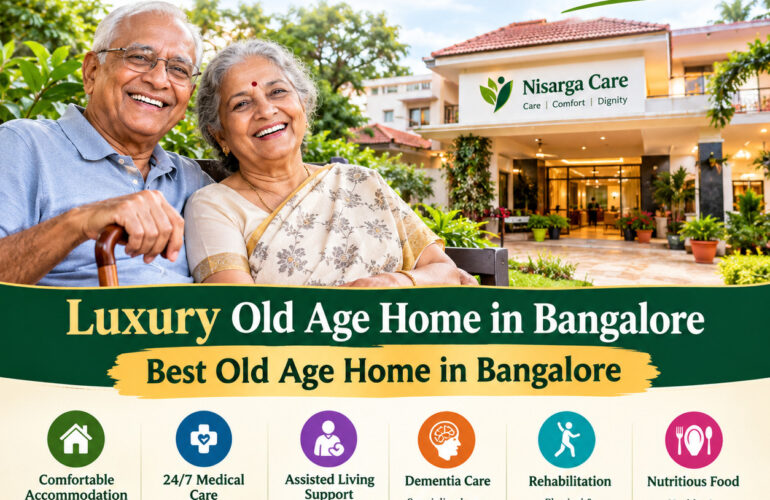 Nisarga Care
Care | Comfort | Dignity
Luxury Old Age Home in Bangalore
Best Old Age Home in Bangalore
Comfortable
Accommodation
24/7 Medical
Care
Assisted Living
Support
Dementia Care
Rehabilitation
Nutritious Food